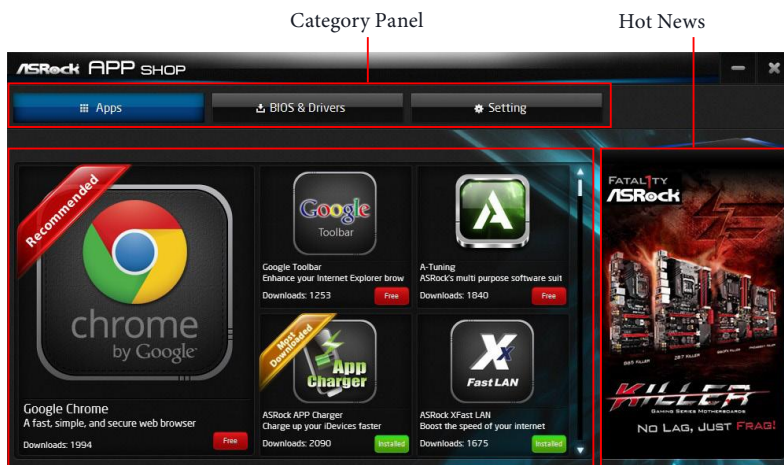 Category Panel
Hot News
ASRock APP SHOP
Apps
BIOS & Drivers
Setting
Recommended
chrome
by Google
Google Chrome
A fast, simple, and secure web browser
Downloads: 1994
Free
Google
Toolbar
Google Toolbar
Enhance your Internet Explorer brow
Downloads: 1253
Free
A-Tuning
ASRock's multi purpose software suit
Downloads: 1840
Free
Most Downloaded
App
Charger
ASRock APP Charger
Charge up your iDevices faster
Downloads: 2090
Installed
Fast LAN
ASRock XFast LAN
Boost the speed of your internet
Downloads: 1675
Installed
FATAL1TY
ASRock
B85 KILLER
Z87 KILLER
KILLER
GAMING SERIES MOTHERBOARDS
NO LAG, JUST FRAG!